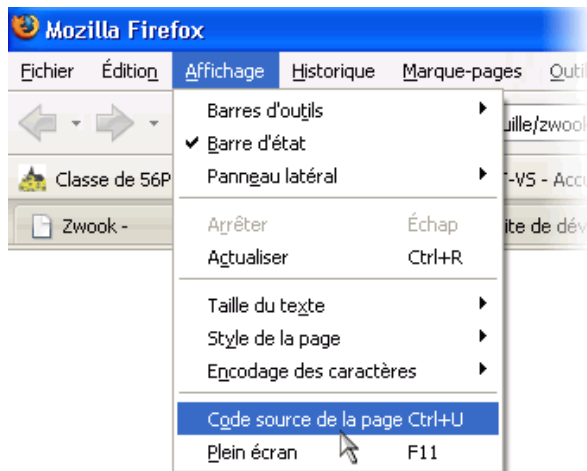 Mozilla Firefox
Fichier Édition Affichage Historique Marque-pages Outi
Barres d'outils
uille/zwool
Barre d'état
Classe de 56P
Panneau latéral
T-VS - Accu
Zwook -
Arrêter Échap
ite de dév
Actualiser Ctrl+R
Taille du texte
Style de la page
Encodage des caractères
Code source de la page Ctrl+U
Plein écran F11